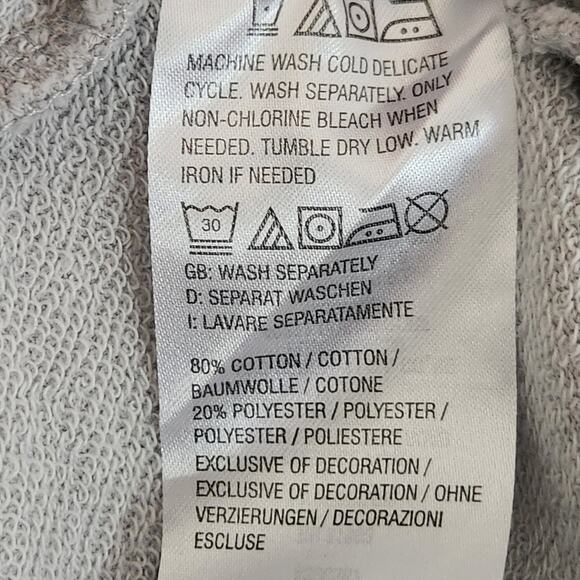 MACHINE WASH COLD DELICATE
CYCLE. WASH SEPARATELY. ONLY
NON-CHLORINE BLEACH WHEN
NEEDED. TUMBLE DRY LOW. WARM
IRON IF NEEDED
30
GB: WASH SEPARATELY
D: SEPARAT WASCHEN
I: LAVARE SEPARATAMENTE
80% COTTON / COTTON /
BAUMWOLLE / COTONE
20% POLYESTER / POLYESTER /
POLYESTER / POLIESTERE
EXCLUSIVE OF DECORATION /
EXCLUSIVE OF DECORATION / OHNE
VERZIERUNGEN / DECORAZIONI
ESCLUSE